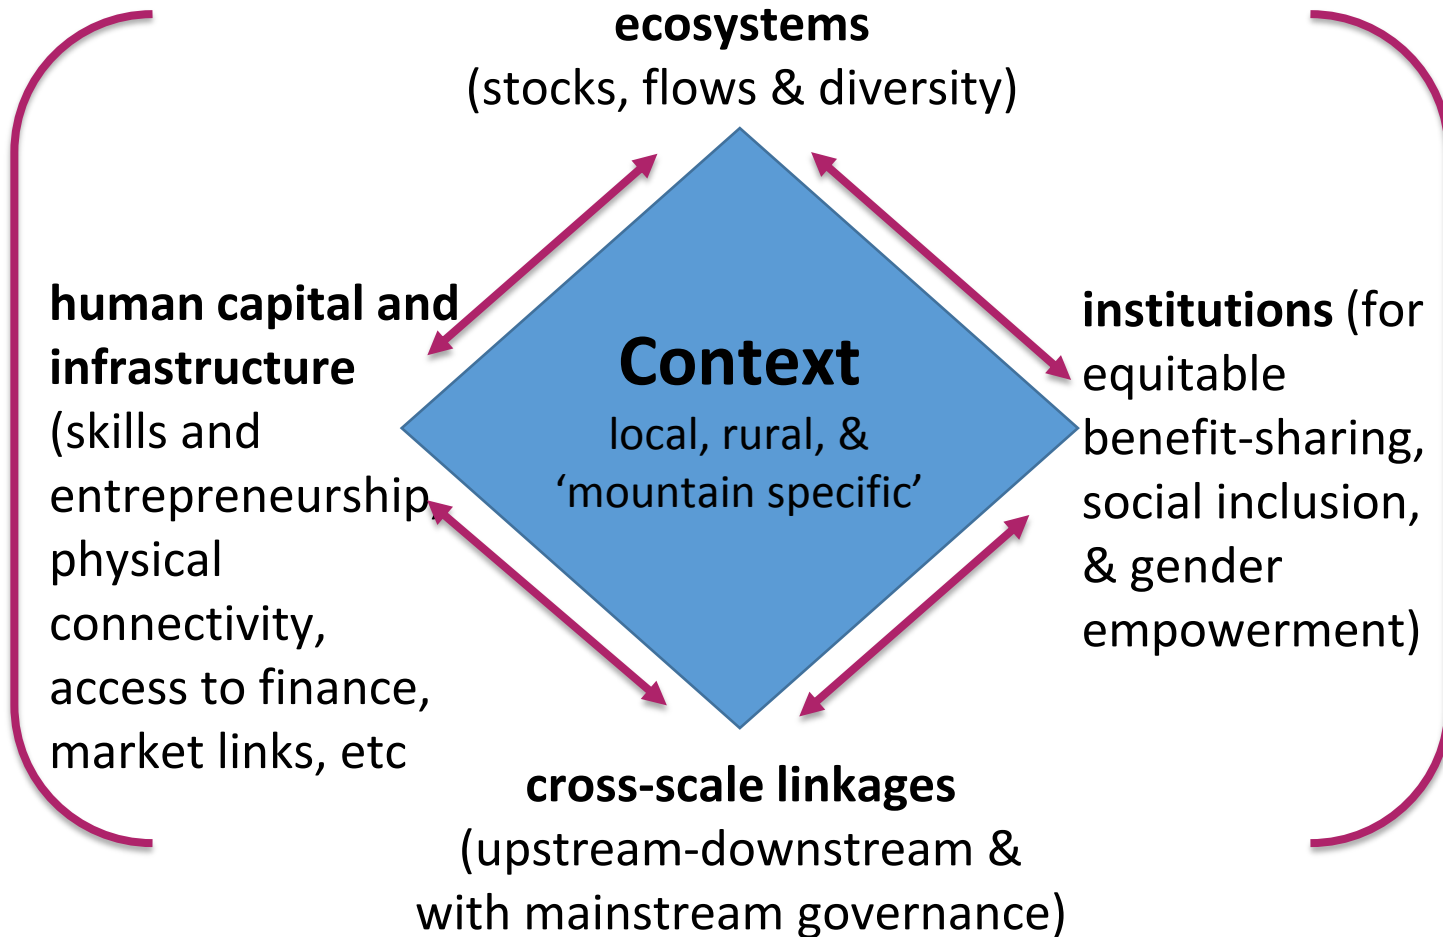 ecosystems
(stocks, flows & diversity)
human capital and
infrastructure
(skills and
entrepreneurship,
physical
connectivity,
access to finance,
market links, etc
Context
local, rural, &
‘mountain specific’
institutions (for
equitable
benefit-sharing,
social inclusion,
& gender
empowerment)
cross-scale linkages
(upstream-downstream &
with mainstream governance)